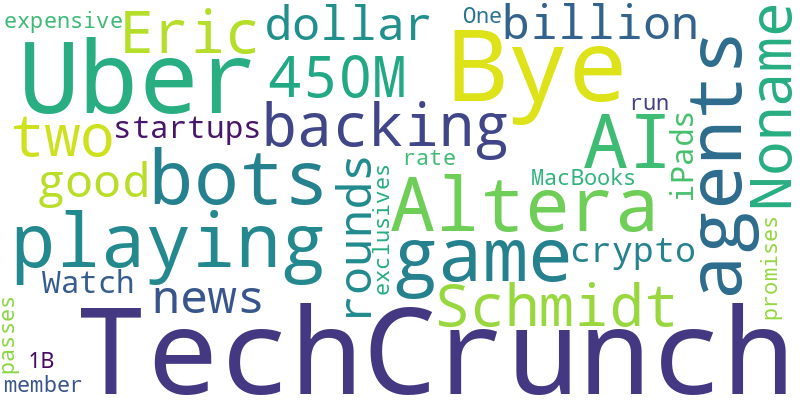 expensive
Eric
dollar
One
billion
Noname
Uber
450M
Bye
agents
two
startups
backing
run
AI
iPads
good
bots
rounds
rate
exclusives
MacBooks
Altera
playing
game
crypto
promises
Watch
news
Schmidt
passes
1B
member
TechCrunch